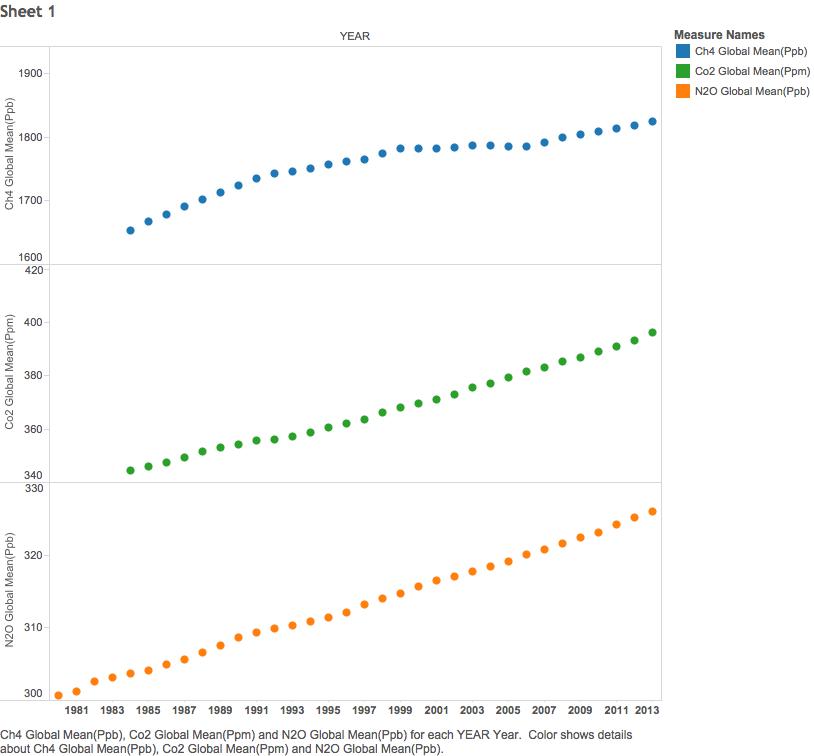 Sheet 1
YEAR
Measure Names
Ch4 Global Mean(Ppb)
Co2 Global Mean(Ppm)
N2O Global Mean(Ppb)
Ch4 Global Mean(Ppb)
1900
1800
1700
1600
Co2 Global Mean(Ppm)
420
400
380
360
340
N2O Global Mean(Ppb)
330
320
310
300
1981 1983 1985 1987 1989 1991 1993 1995 1997 1999 2001 2003 2005 2007 2009 2011 2013
Ch4 Global Mean(Ppb), Co2 Global Mean(Ppm) and N2O Global Mean(Ppb) for each YEAR Year.  Color shows details
about Ch4 Global Mean(Ppb), Co2 Global Mean(Ppm) and N2O Global Mean(Ppb).